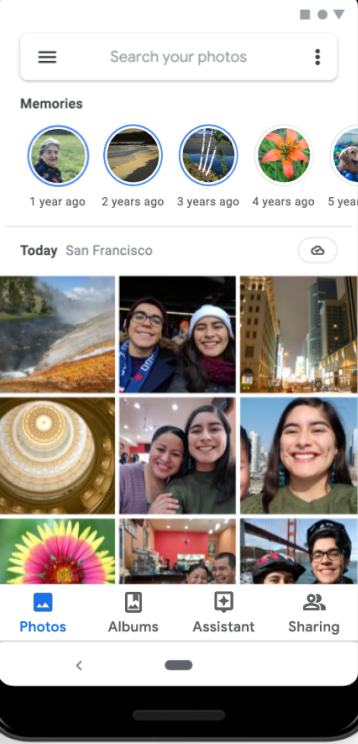 Search your photos
Memories
1 year ago
2 years ago
3 years ago
4 years ago
5 yea
Today San Francisco
Photos
Albums
Assistant
Sharing